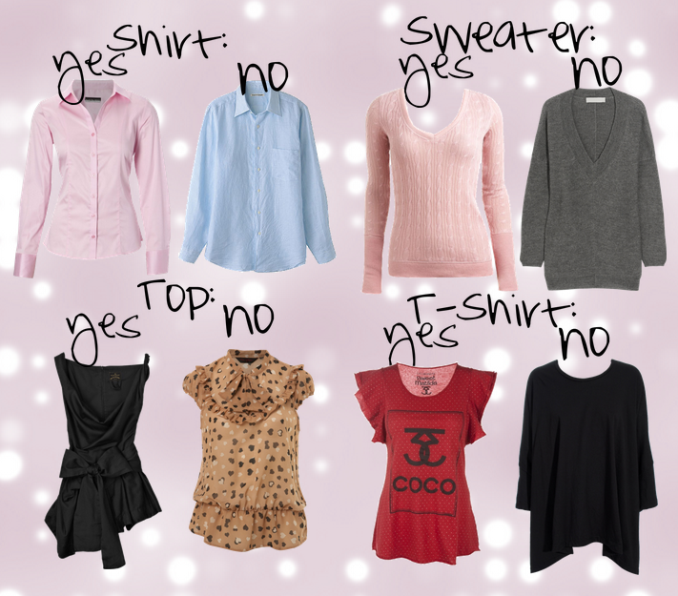 Shirt:
yes
no
Sweater:
yes
no
Top:
yes
no
T-Shirt:
yes
no
COCO